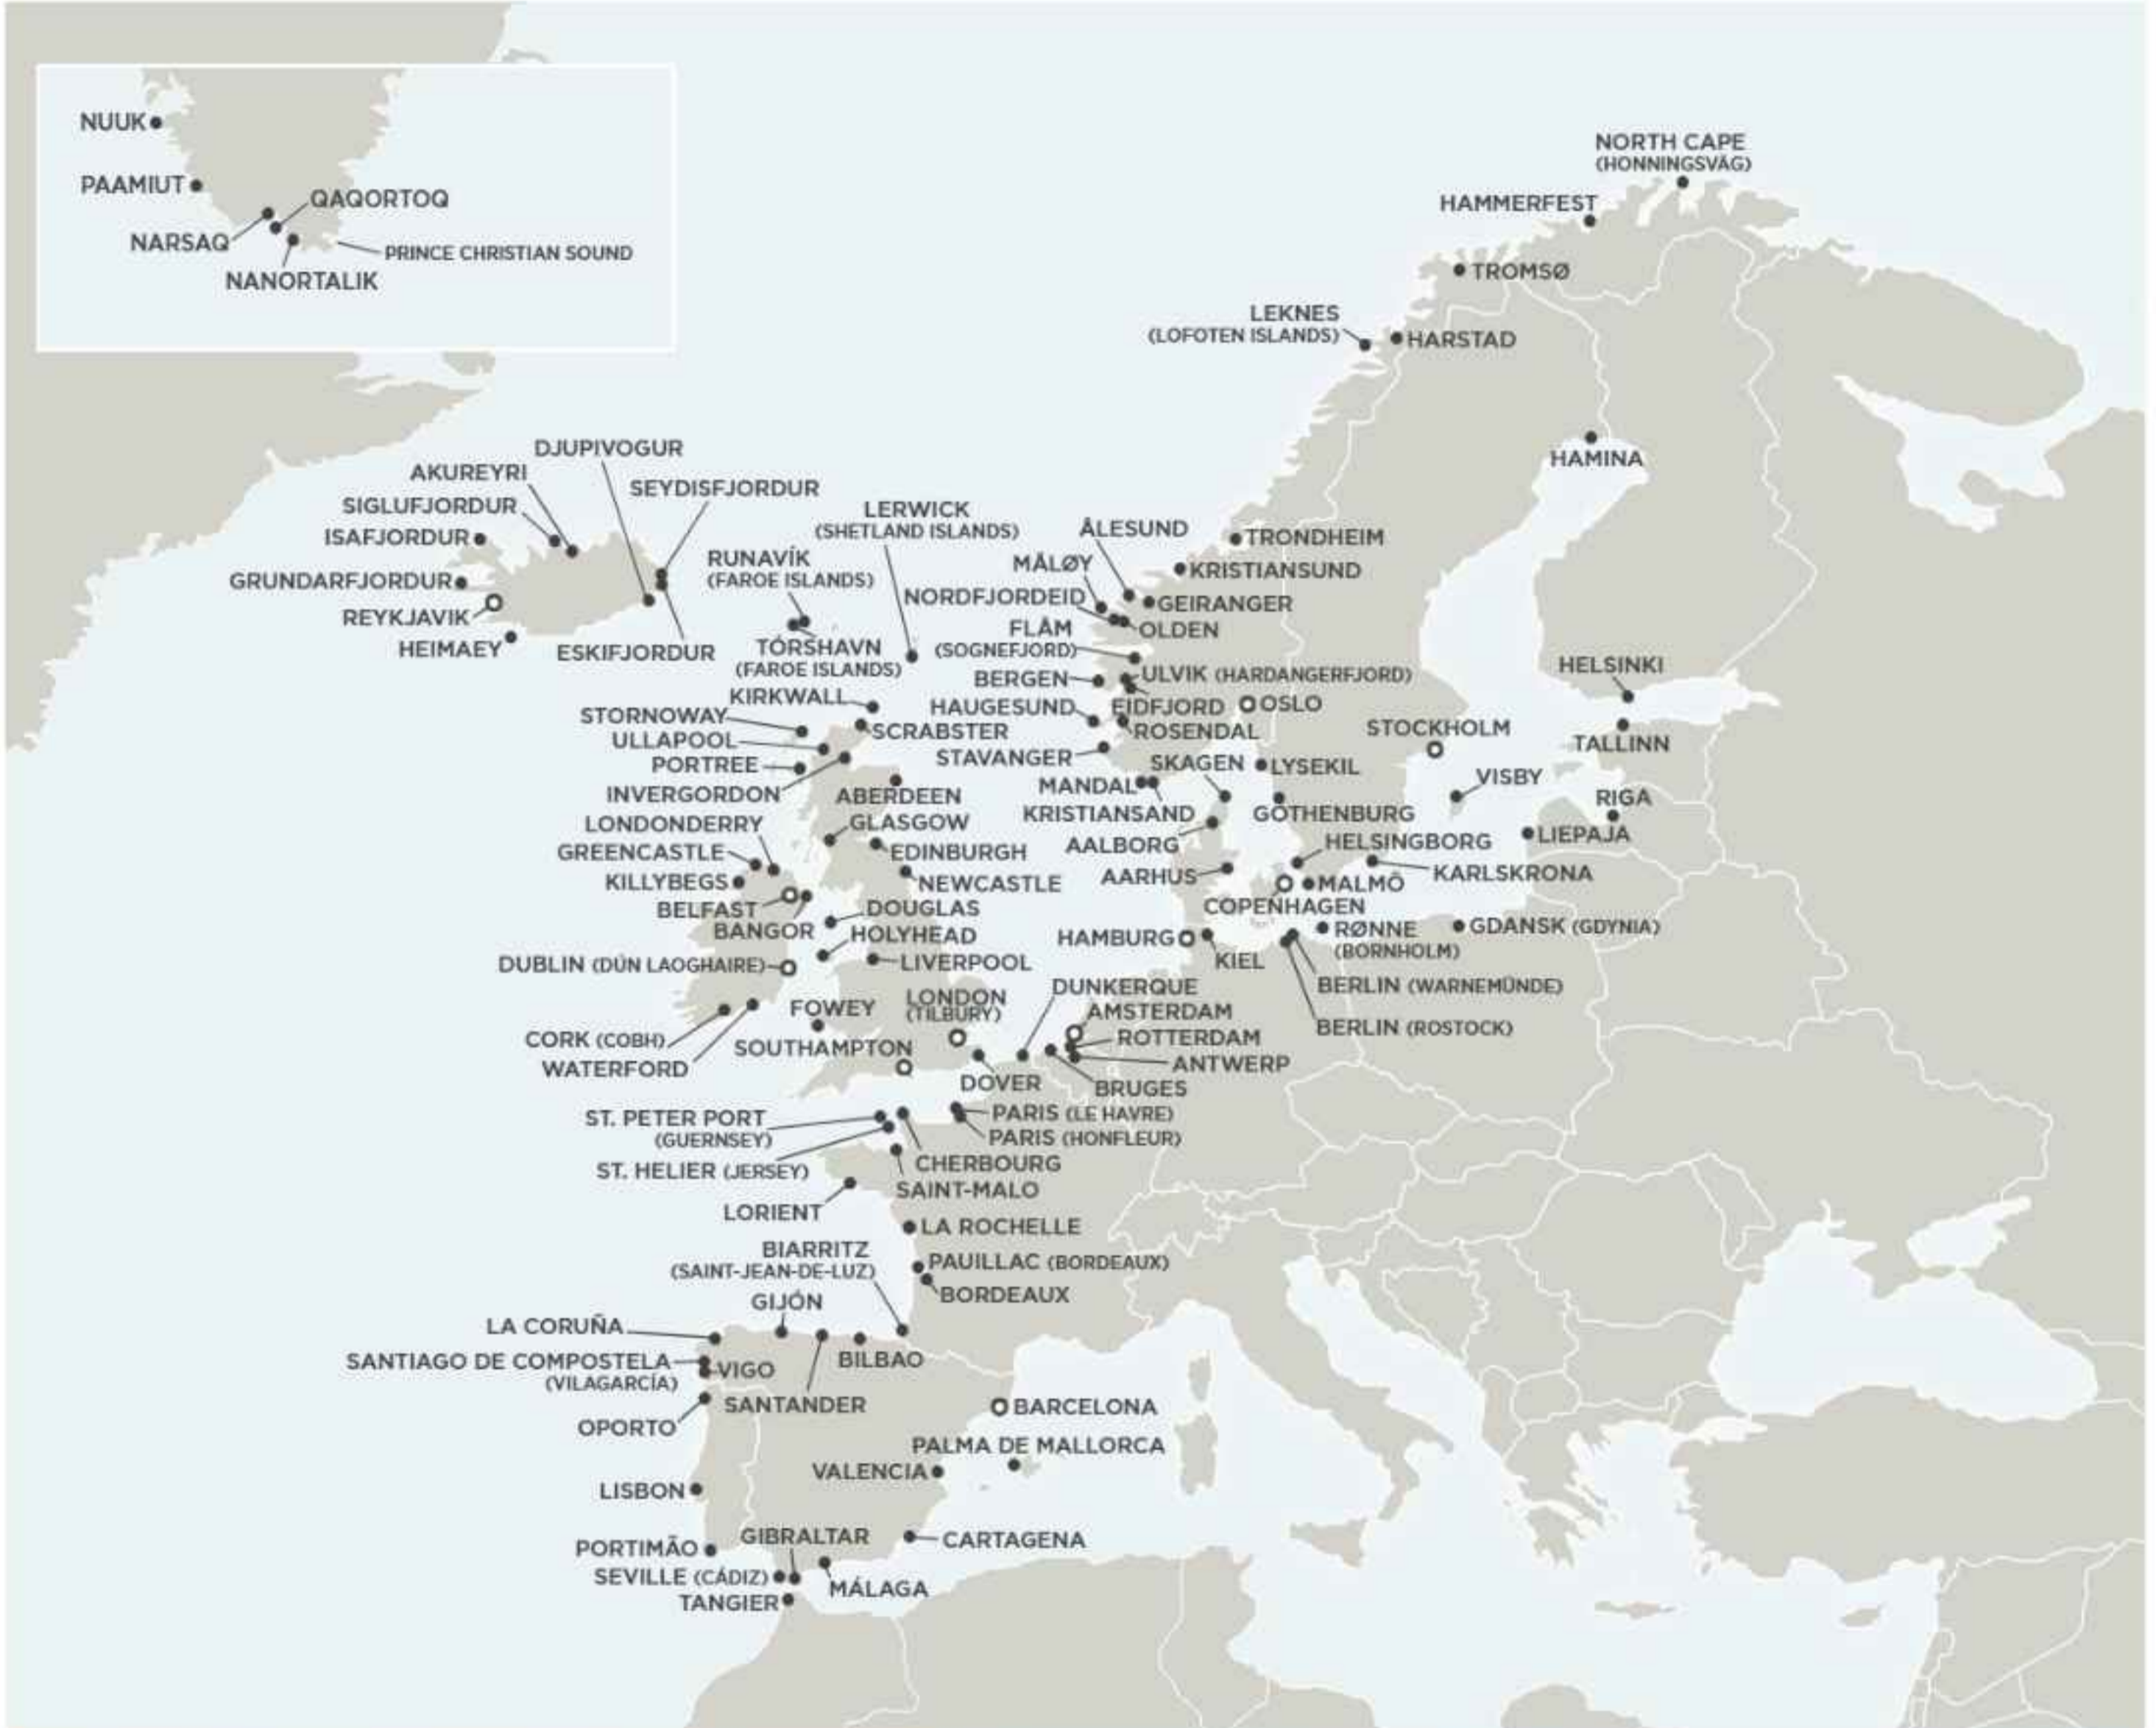 NUUK
PAAMIUT
QAQORTOQ
NARSAQ
PRINCE CHRISTIAN SOUND
NANORTALIK
NORTH CAPE
(HONNINGSVÅG)
HAMMERFEST
TROMSØ
LEKNES
(LOFOTEN ISLANDS)
HARSTAD
HAMINA
DJUPIVOGUR
AKUREYRI
SEYDISFJORDUR
SIGLUFJORDUR
ISAFJORDUR
GRUNDARFJORDUR
REYKJAVIK
HEIMAEY
ESKIFJORDUR
LERWICK
(SHETLAND ISLANDS)
RUNAVÍK
(FAROE ISLANDS)
TÓRSHAVN
(FAROE ISLANDS)
ÅLESUND
TRONDHEIM
MÅLØY
KRISTIANSUND
NORDFJORDEID
GEIRANGER
FLÅM
(SOGNEFJORD)
OLDEN
BERGEN
ULVIK (HARDANGERFJORD)
HAUGESUND
EIDFJORD
OSLO
ROSENDAL
STAVANGER
HELSINKI
STOCKHOLM
TALLINN
KIRKWALL
STORNOWAY
SCRABSTER
ULLAPOOL
PORTREE
INVERGORDON
ABERDEEN
SKAGEN
LYSEKIL
VISBY
MANDAL
RIGA
KRISTIANSAND
GOTHENBURG
LONDONDERRY
GLASGOW
AALBORG
HELSINGBORG
LIEPAJA
GREENCASTLE
EDINBURGH
KILLYBEGS
NEWCASTLE
AARHUS
MALMÖ
KARLSKRONA
BELFAST
DOUGLAS
COPENHAGEN
BANGOR
HOLYHEAD
HAMBURG
RØNNE
(BORNHOLM)
GDANSK (GDYNIA)
DUBLIN (DÚN LAOGHAIRE)
LIVERPOOL
KIEL
DUNKERQUE
BERLIN (WARNEMÜNDE)
FOWEY
LONDON
(TILBURY)
AMSTERDAM
BERLIN (ROSTOCK)
CORK (COBH)
SOUTHAMPTON
ROTTERDAM
WATERFORD
ANTWERP
DOVER
BRUGES
ST. PETER PORT
(GUERNSEY)
PARIS (LE HAVRE)
PARIS (HONFLEUR)
ST. HELIER (JERSEY)
CHERBOURG
SAINT-MALO
LORIENT
LA ROCHELLE
BIARRITZ
(SAINT-JEAN-DE-LUZ)
PAUILLAC (BORDEAUX)
BORDEAUX
GIJÓN
LA CORUÑA
SANTIAGO DE COMPOSTELA
(VILAGARCÍA)
VIGO
BILBAO
SANTANDER
OPORTO
BARCELONA
PALMA DE MALLORCA
VALENCIA
LISBON
GIBRALTAR
CARTAGENA
PORTIMÃO
SEVILLE (CÁDIZ)
MÁLAGA
TANGIER